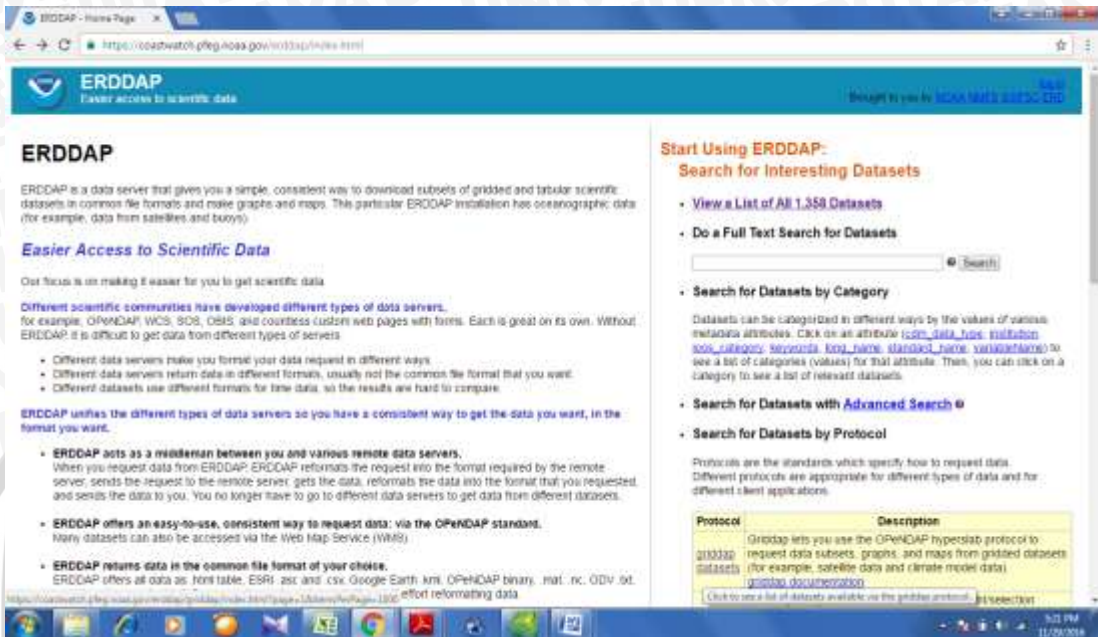 ERDDAP - Home Page
https://coastwatch.pfeg.noaa.gov/erddap/index.html
ERDDAP
Easier access to scientific data
Brought to you by NOAA NMFS SWFSC ERD
ERDDAP
ERDDAP is a data server that gives you a simple, consistent way to download subsets of gridded and tabular scientific
datasets in common file formats and make graphs and maps. This particular ERDDAP installation has oceanographic data
(for example, data from satellites and buoys).
Easier Access to Scientific Data
Our focus is on making it easier for you to get scientific data.
Different scientific communities have developed different types of data servers.
for example, OPeNDAP, WCS, SOS, OBIS, and countless custom web pages with forms. Each is great on its own. Without
ERDDAP, it is difficult to get data from different types of servers
• Different data servers make you format your data request in different ways.
• Different data servers return data in different formats, usually not the common file format that you want.
• Different datasets use different formats for time data, so the results are hard to compare.
ERDDAP unifies the different types of data servers so you have a consistent way to get the data you want, in the
format you want.
• ERDDAP acts as a middleman between you and various remote data servers.
When you request data from ERDDAP, ERDDAP reformats the request into the format required by the remote
server, sends the request to the remote server, gets the data, reformats the data into the format that you requested,
and sends the data to you. You no longer have to go to different data servers to get data from different datasets.
• ERDDAP offers an easy-to-use, consistent way to request data: via the OPeNDAP standard.
Many datasets can also be accessed via the Web Map Service (WMS).
• ERDDAP returns data in the common file format of your choice.
ERDDAP offers all data as .html table, ESRI .asc and .csv, Google Earth .kml, OPeNDAP binary, .mat, .nc, ODV .txt,
effort reformatting data
Start Using ERDDAP:
Search for Interesting Datasets
• View a List of All 1,358 Datasets
• Do a Full Text Search for Datasets
Search
• Search for Datasets by Category
Datasets can be categorized in different ways by the values of various
metadata attributes. Click on an attribute (cdm_data_type, institution,
ioos_category, keywords, long_name, standard_name, variableName) to
see a list of categories (values) for that attribute. Then, you can click on a
category to see a list of relevant datasets.
• Search for Datasets with Advanced Search
• Search for Datasets by Protocol
Protocols are the standards which specify how to request data.
Different protocols are appropriate for different types of data and for
different client applications.
Protocol Description
griddap datasets
Griddap lets you use the OPeNDAP hyperslab protocol to
request data subsets, graphs, and maps from gridded datasets
(for example, satellite data and climate model data).
griddap documentation
Click to see a list of datasets available via the griddap protocol.
selection
5:21 PM
11/29/2016